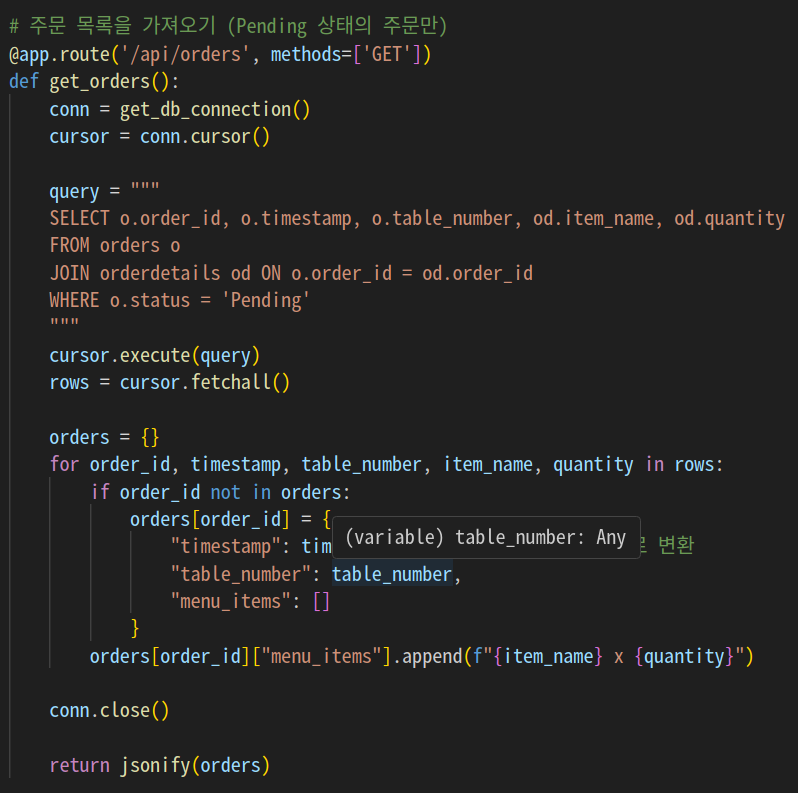 # 주문 목록을 가져오기 (Pending 상태의 주문만)
@app.route('/api/orders', methods=['GET'])
def get_orders():
    conn = get_db_connection()
    cursor = conn.cursor()
    query = """
    SELECT o.order_id, o.timestamp, o.table_number, od.item_name, od.quantity
    FROM orders o
    JOIN orderdetails od ON o.order_id = od.order_id
    WHERE o.status = 'Pending'
    """
    cursor.execute(query)
    rows = cursor.fetchall()
    orders = {}
    for order_id, timestamp, table_number, item_name, quantity in rows:
        if order_id not in orders:
            orders[order_id] = {
(variable) table_number: Any
                "timestamp": tim 변환
                "table_number": table_number,
                "menu_items": []
            }
        orders[order_id]["menu_items"].append(f"{item_name} x {quantity}")
    conn.close()
    return jsonify(orders)